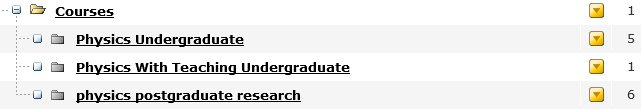 Courses 1
Physics Undergraduate 5
Physics With Teaching Undergraduate 1
physics postgraduate research 6